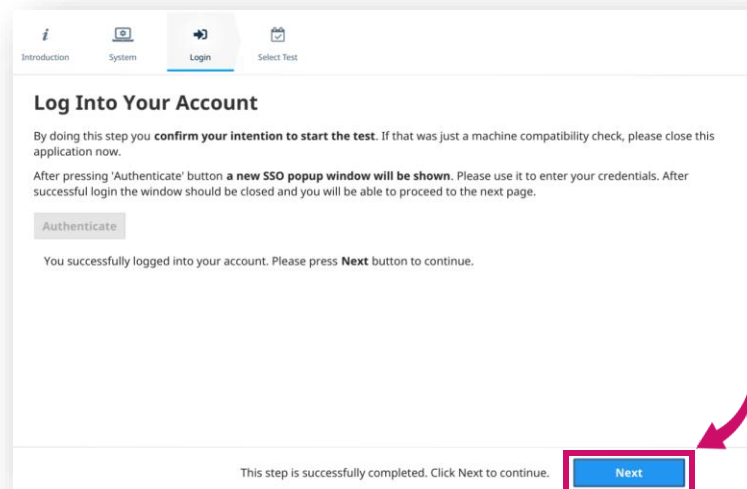 Introduction
System
Login
Select Test
Log Into Your Account
By doing this step you confirm your intention to start the test. If that was just a machine compatibility check, please close this
application now.
After pressing 'Authenticate' button a new SSO popup window will be shown. Please use it to enter your credentials. After
successful login the window should be closed and you will be able to proceed to the next page.
Authenticate
You successfully logged into your account. Please press Next button to continue.
This step is successfully completed. Click Next to continue.
Next